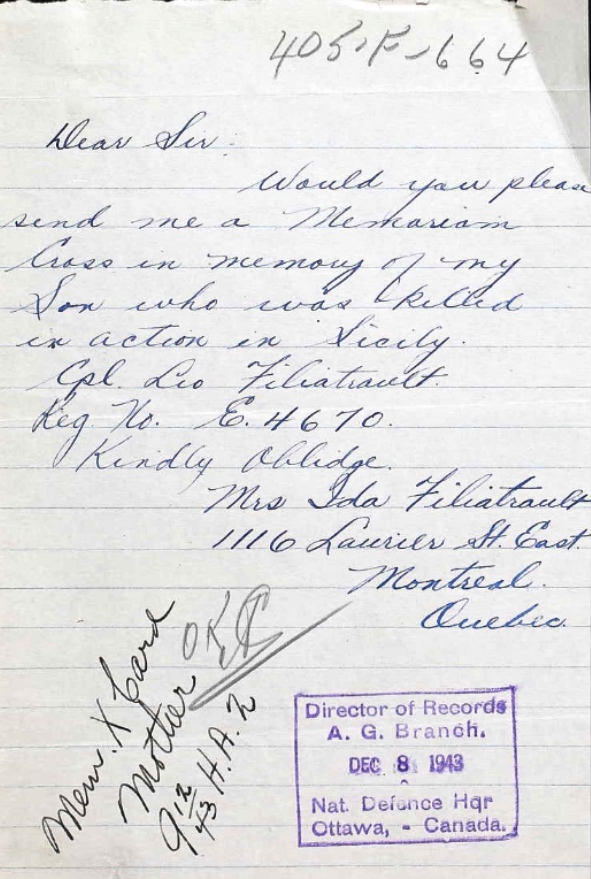 405-F-664
Dear Sir.
Would you pleas
send me a Memoriam
Cross in memory of my
Son who was killed
in action in Sicily.
Cpl. Leo Filiatrault.
Reg. No. E.4670.
Kindly Oblidge.
Mrs Ida Filiatrault
1116 Laurier St. East.
Montreal.
Quebec.
Mem. X Card
Mother OK
9 12/43 H.A.2
Director of Records
A. G. Branch.
DEC 8 1943
Nat. Defence Hqr
Ottawa, - Canada.